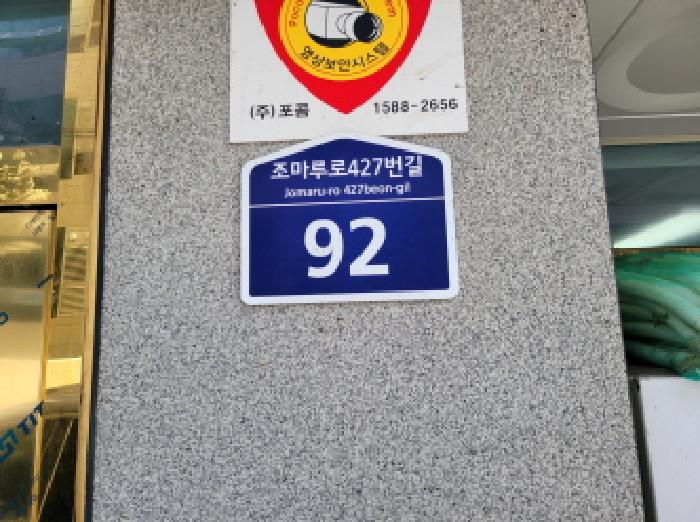 영상보안시스템
(주)포콤
1588-2656
조마루로427번길
Jomaru-ro 427beon-gil
92